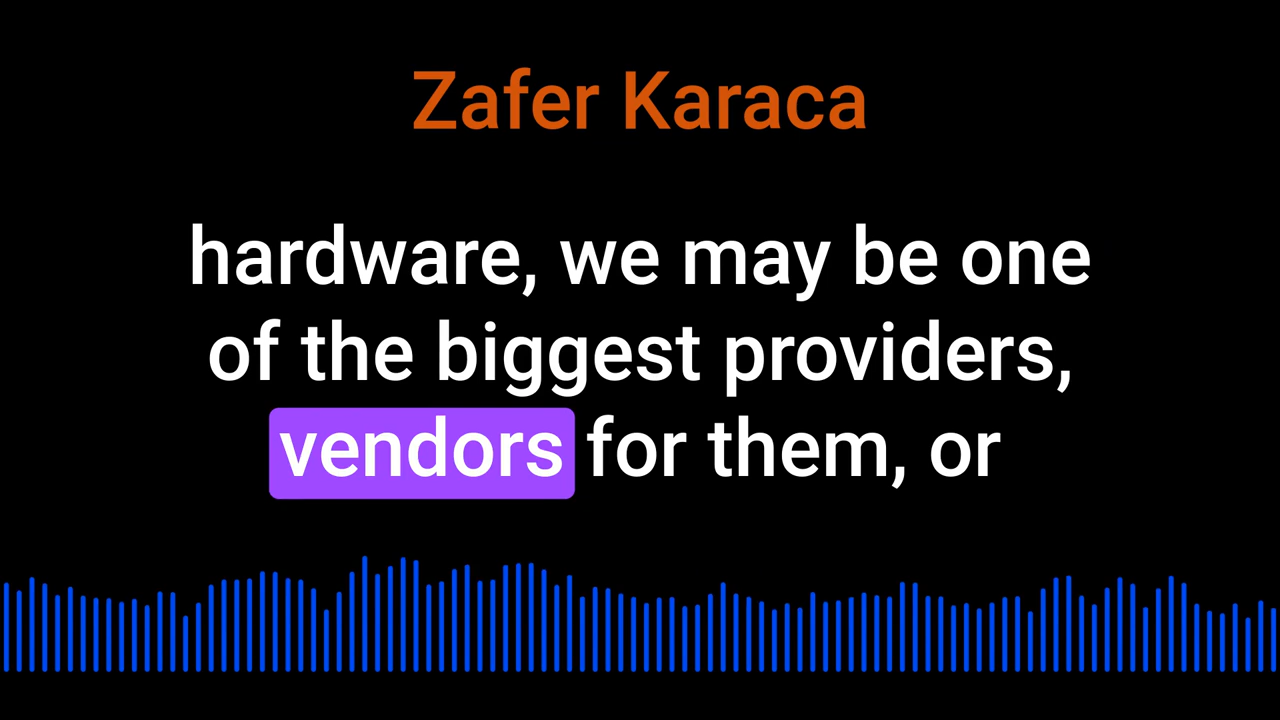 Zafer Karaca
hardware, we may be one
of the biggest providers,
vendors for them, or